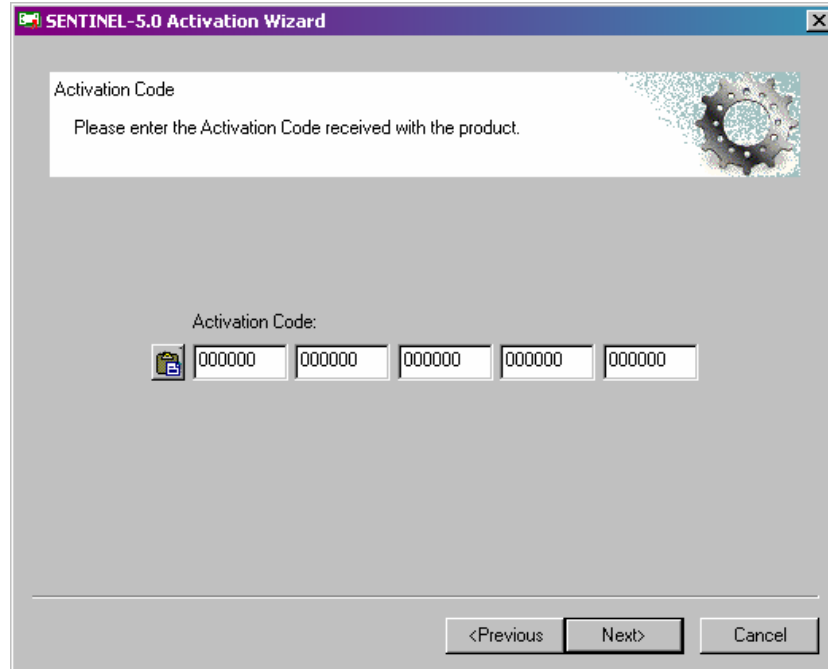 SENTINEL-5.0 Activation Wizard
Activation Code
Please enter the Activation Code received with the product.
Activation Code:
000000 000000 000000 000000 000000
<Previous Next> Cancel